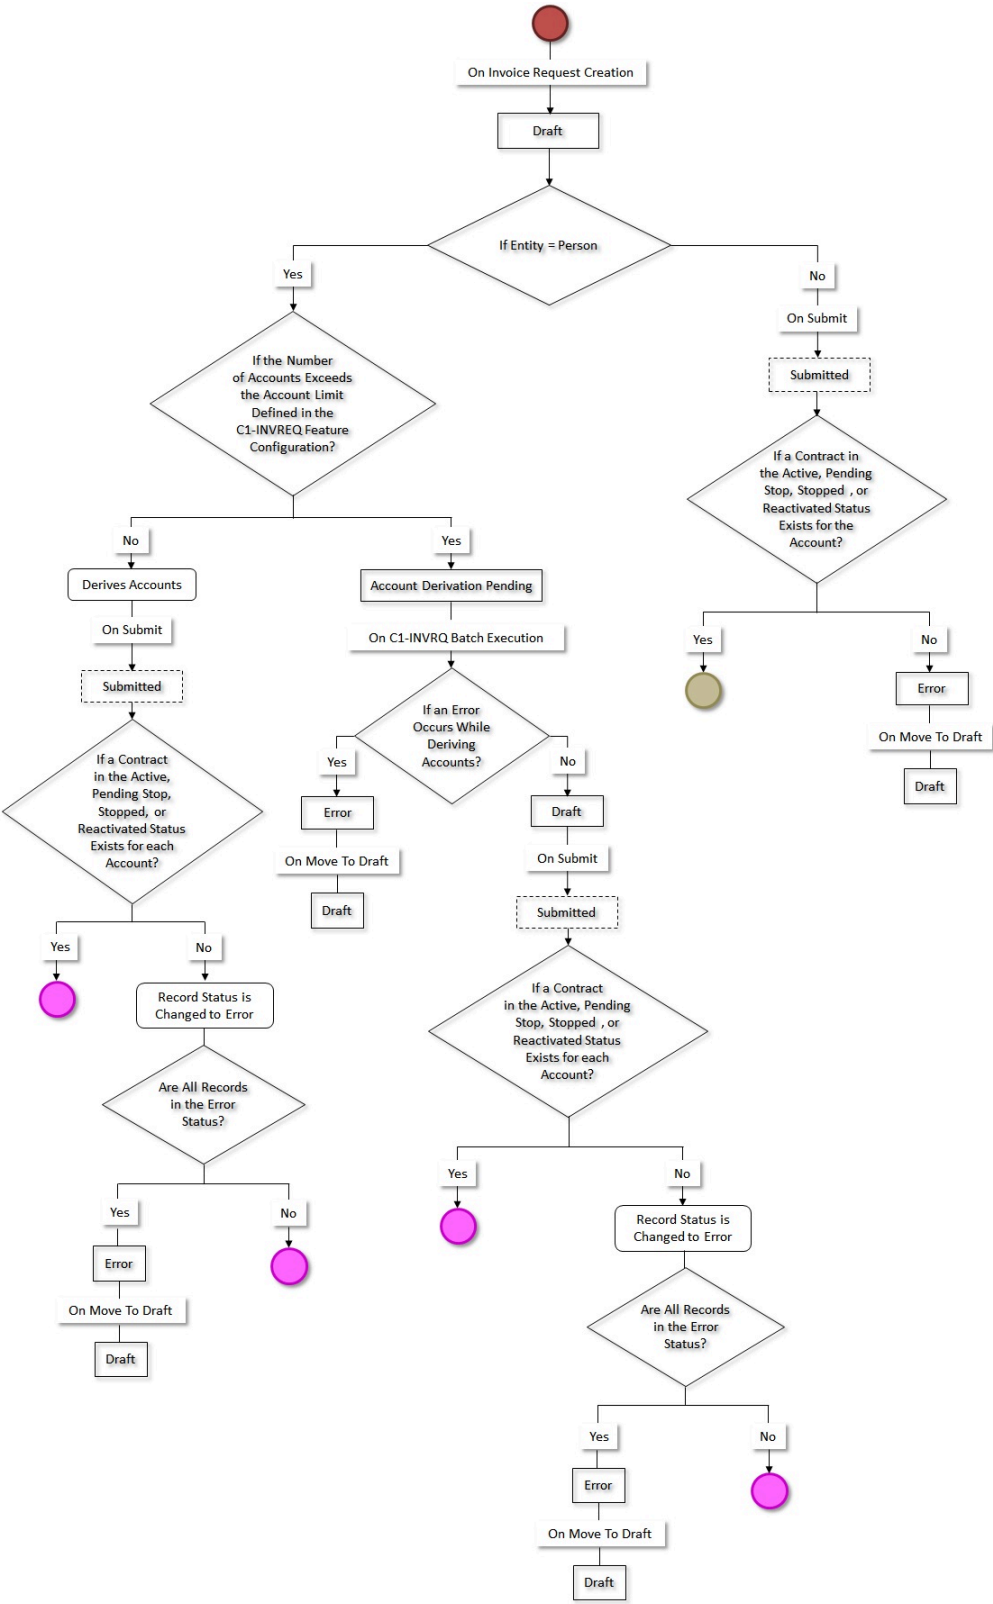 On Invoice Request Creation
Draft
If Entity = Person
Yes
No
On Submit
Submitted
If the Number
of Accounts Exceeds
the Account Limit
Defined in the
C1-INVREQ Feature
Configuration?
If a Contract in
the Active, Pending
Stop, Stopped , or
Reactivated Status
Exists for the
Account?
No
Yes
Derives Accounts
Account Derivation Pending
On Submit
On C1-INVRQ Batch Execution
Yes
No
Submitted
If an Error
Occurs While
Deriving
Accounts?
Error
On Move To Draft
Draft
If a Contract
in the Active,
Pending Stop,
Stopped, or
Reactivated Status
Exists for each
Account?
Yes
No
Error
Draft
On Move To Draft
On Submit
Draft
Submitted
Yes
No
Record Status is
Changed to Error
If a Contract
in the Active, Pending
Stop, Stopped , or
Reactivated Status
Exists for each
Account?
Are All Records
in the Error
Status?
Yes
No
Yes
No
Error
Record Status is
Changed to Error
On Move To Draft
Draft
Are All Records
in the Error
Status?
Yes
No
Error
On Move To Draft
Draft